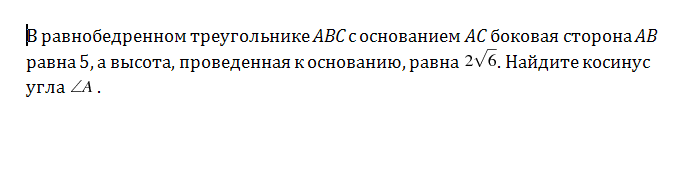 В равнобедренном треугольнике ABC с основанием AC боковая сторона AB
равна 5, а высота, проведенная к основанию, равна 2√6. Найдите косинус
угла ∠A .